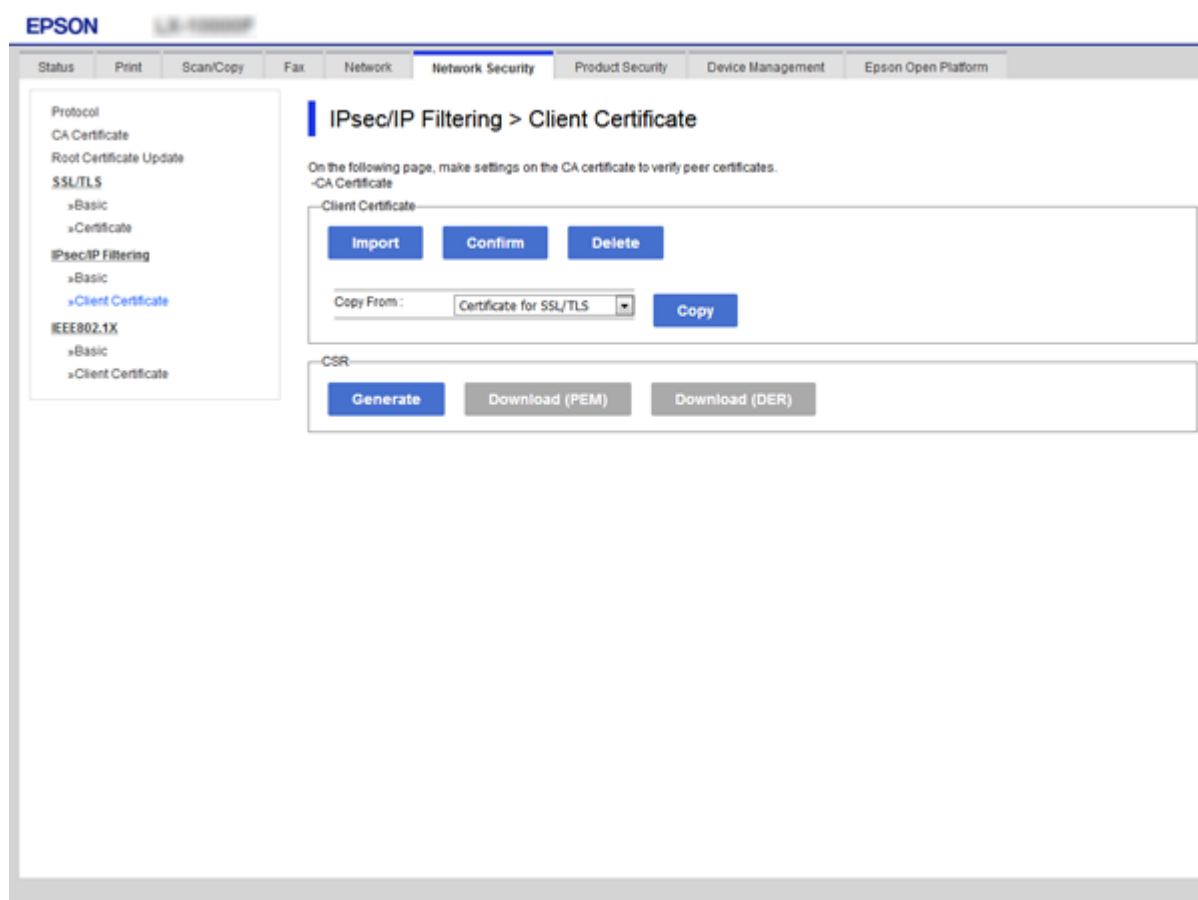 EPSON
Status Print Scan/Copy Fax Network Network Security Product Security Device Management Epson Open Platform
Protocol
CA Certificate
Root Certificate Update
SSL/TLS
»Basic
»Certificate
IPsec/IP Filtering
»Basic
»Client Certificate
IEEE802.1X
»Basic
»Client Certificate
IPsec/IP Filtering > Client Certificate
On the following page, make settings on the CA certificate to verify peer certificates.
-CA Certificate
Client Certificate
Import Confirm Delete
Copy From : Certificate for SSL/TLS Copy
CSR
Generate Download (PEM) Download (DER)